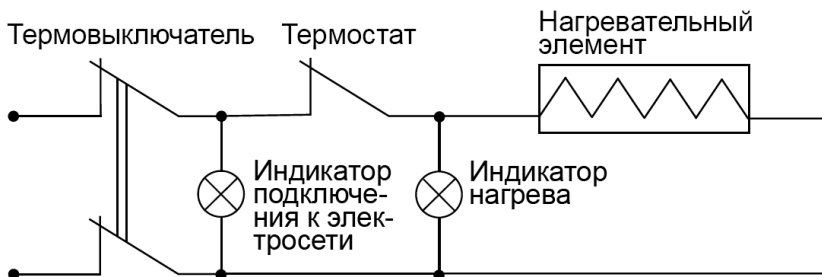 Термовыключатель
Термостат
Нагревательный
элемент
Индикатор
подключе-
ния к элек-
тросети
Индикатор
нагрева